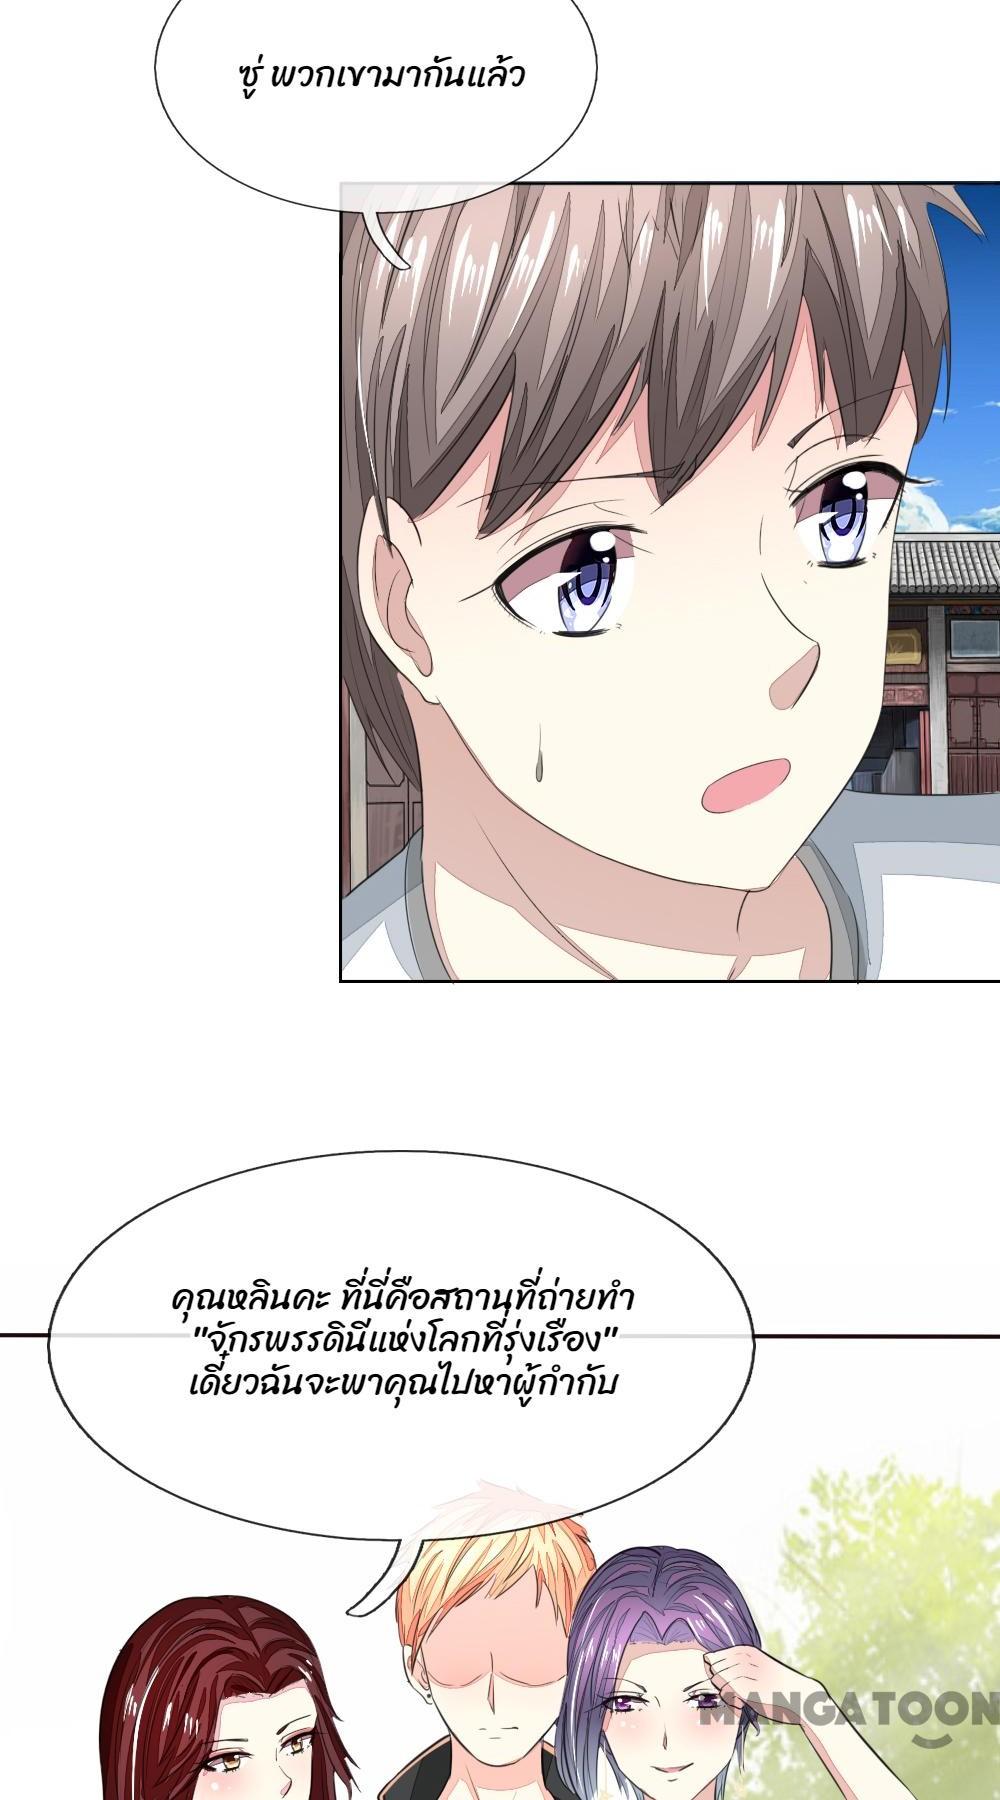 ซู่ พวกเขามากันแล้ว
คุณหลินคะ ที่นี่คือสถานที่ถ่ายทำ
"จักรพรรดินีแห่งโลกที่รุ่งเรือง"
เดี๋ยวฉันจะพาคุณไปหาผู้กำกับ
MANGATOON